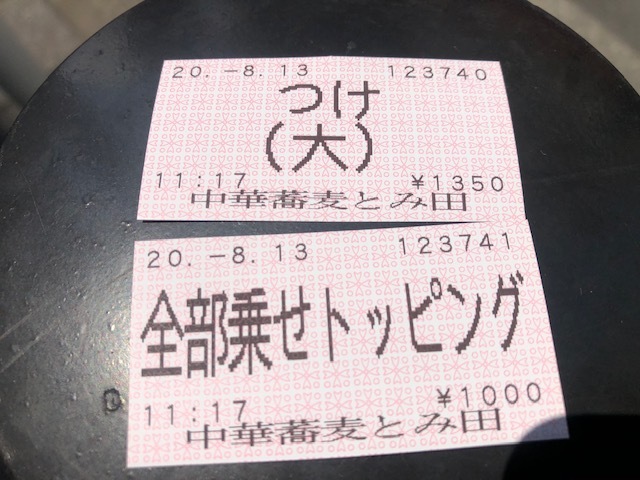 20.-8.13 123740
つけ
(大)
11:17 ¥1350
中華蕎麦とみ田
20.-8.13 123741
全部乗せトッピング
11:17 ¥1000
中華蕎麦とみ田